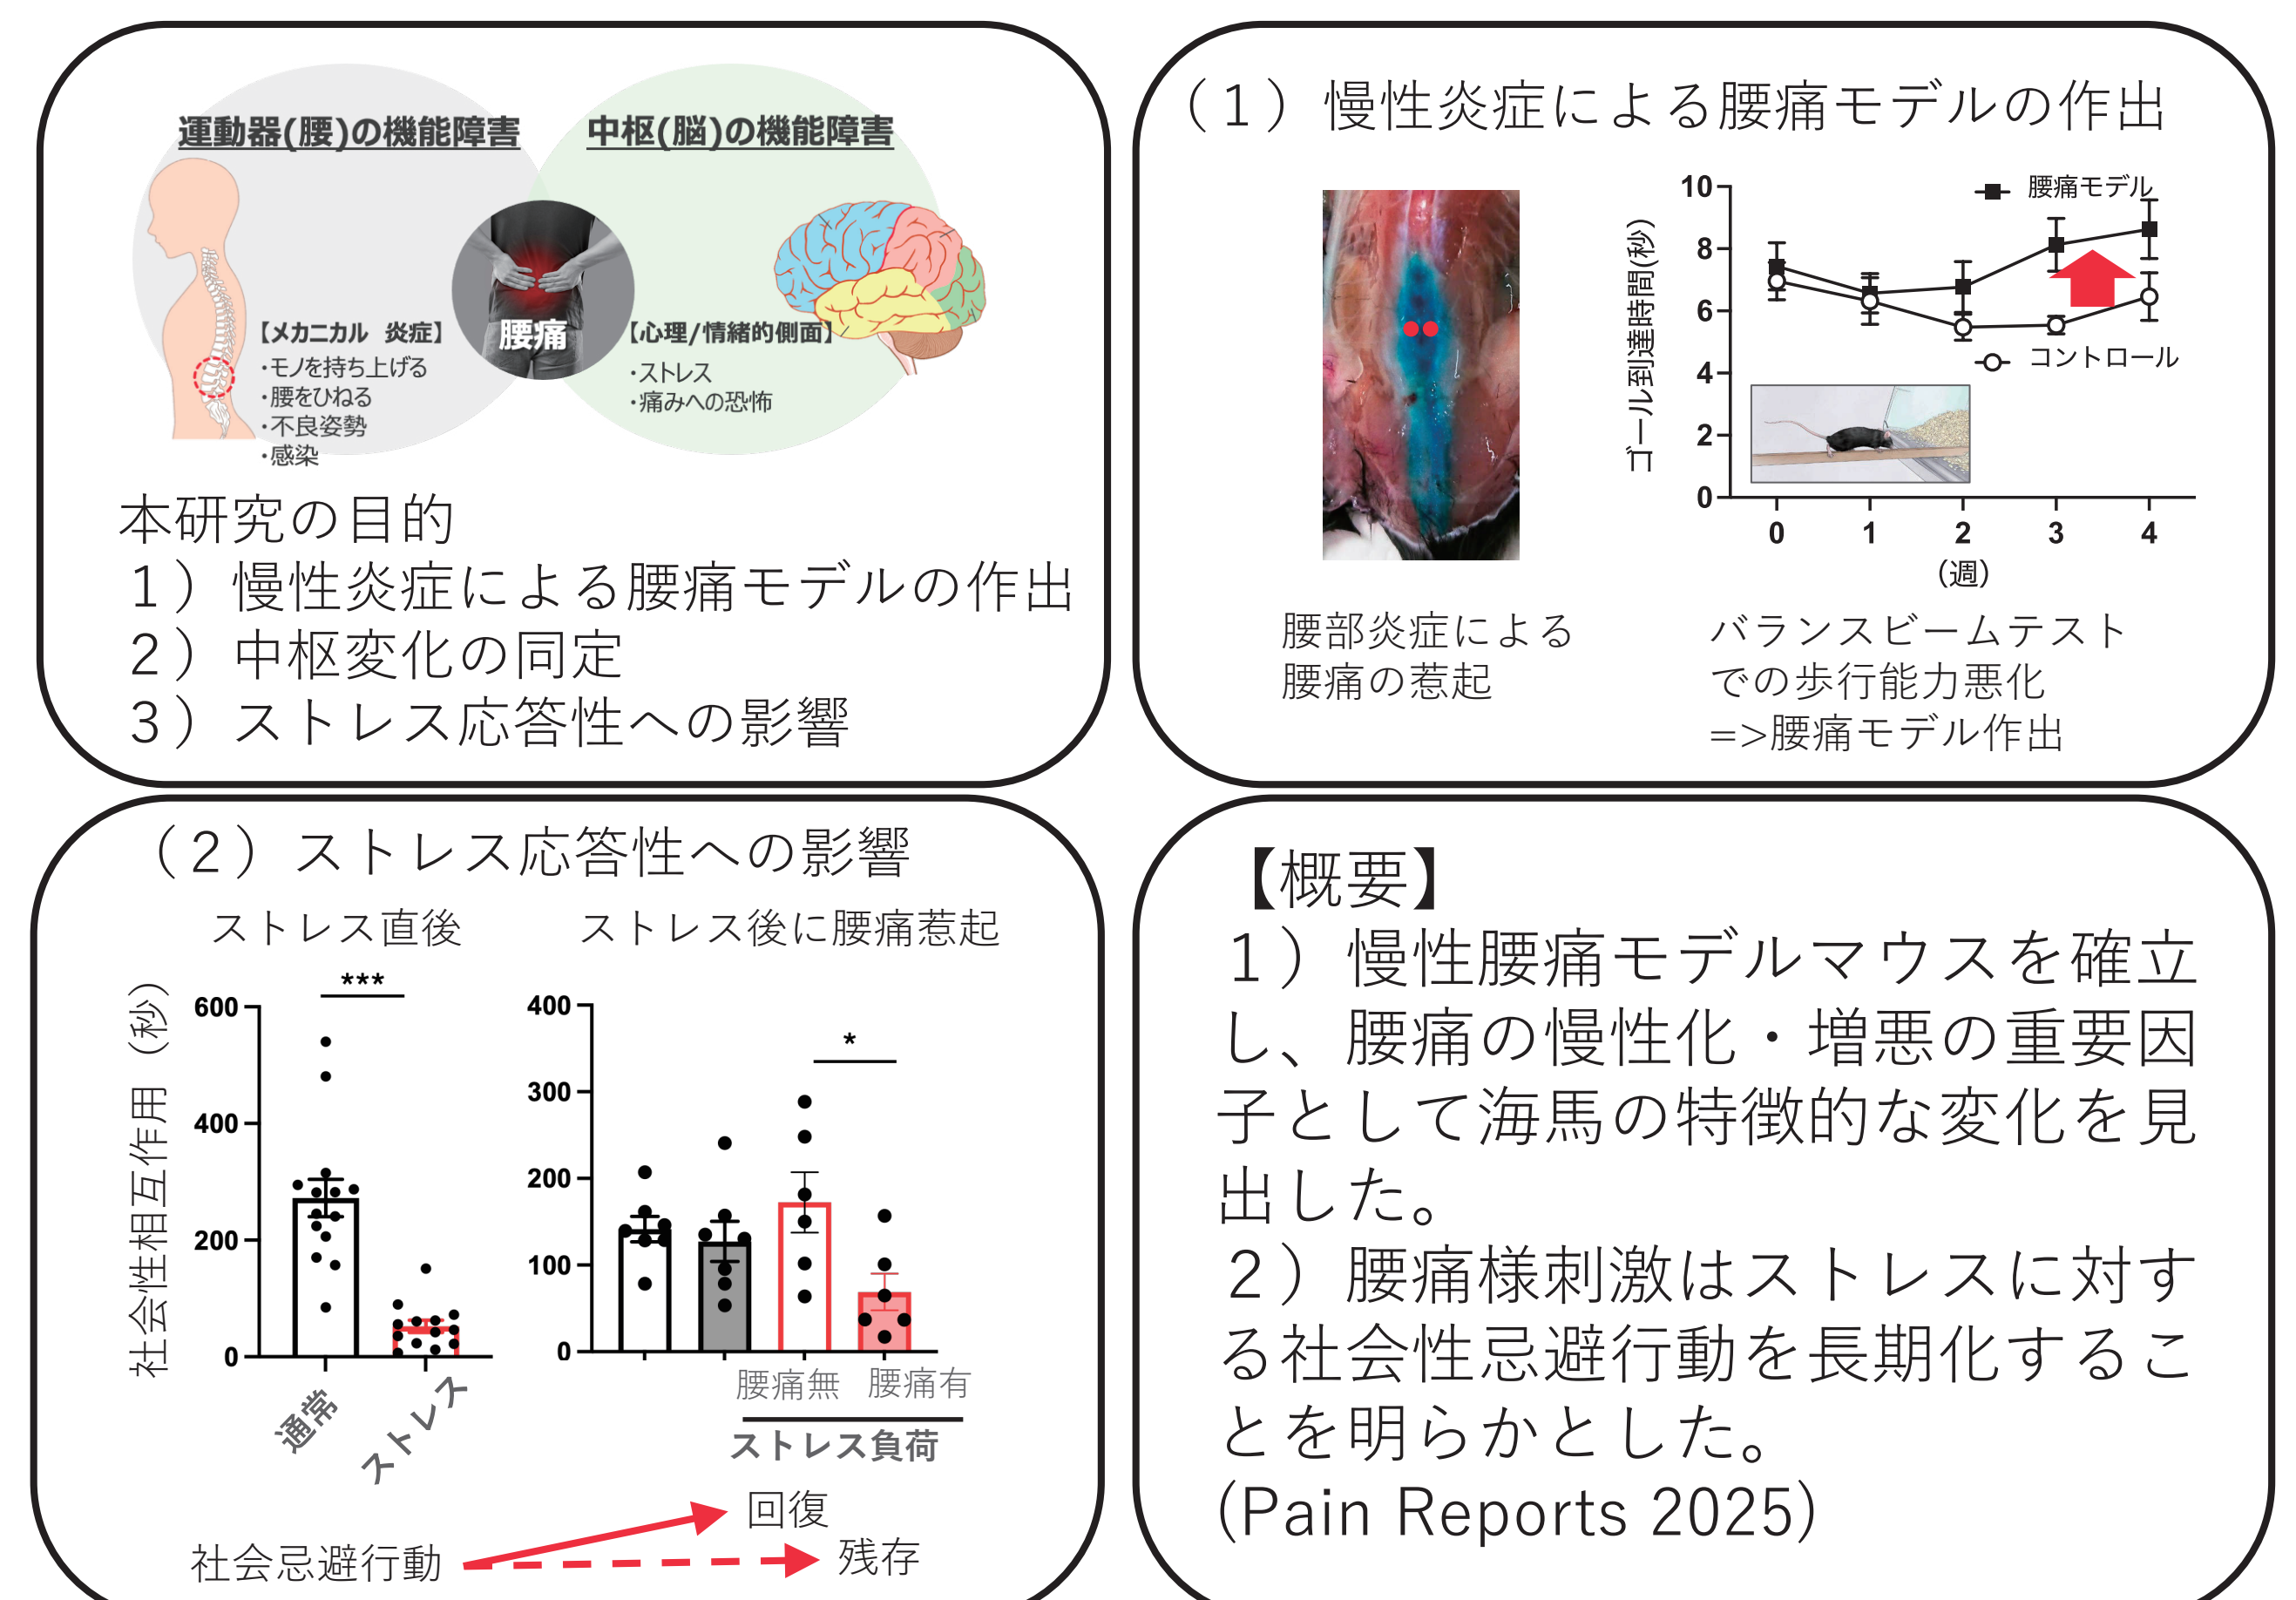 運動器(腰)の機能障害
中枢(脳)の機能障害
【メカニカル 炎症】
・モノを持ち上げる
・腰をひねる
・不良姿勢
・感染
腰痛
【心理/情緒的側面】
・ストレス
・痛みへの恐怖
本研究の目的
1）慢性炎症による腰痛モデルの作出
2）中枢変化の同定
3）ストレス応答性への影響
（1）慢性炎症による腰痛モデルの作出
ゴール到達時間(秒)
10
8
6
4
2
0
腰痛モデル
コントロール
0 1 2 3 4
(週)
腰部炎症による
腰痛の惹起
バランスビームテスト
での歩行能力悪化
=>腰痛モデル作出
（2）ストレス応答性への影響
ストレス直後
社会性相互作用（秒）
600
400
200
0
***
通常
ストレス
ストレス後に腰痛惹起
400
300
200
100
0
*
腰痛無 腰痛有
ストレス負荷
社会忌避行動
回復
残存
【概要】
1）慢性腰痛モデルマウスを確立
し、腰痛の慢性化・増悪の重要因
子として海馬の特徴的な変化を見
出した。
2）腰痛様刺激はストレスに対す
る社会性忌避行動を長期化するこ
とを明らかとした。
(Pain Reports 2025)